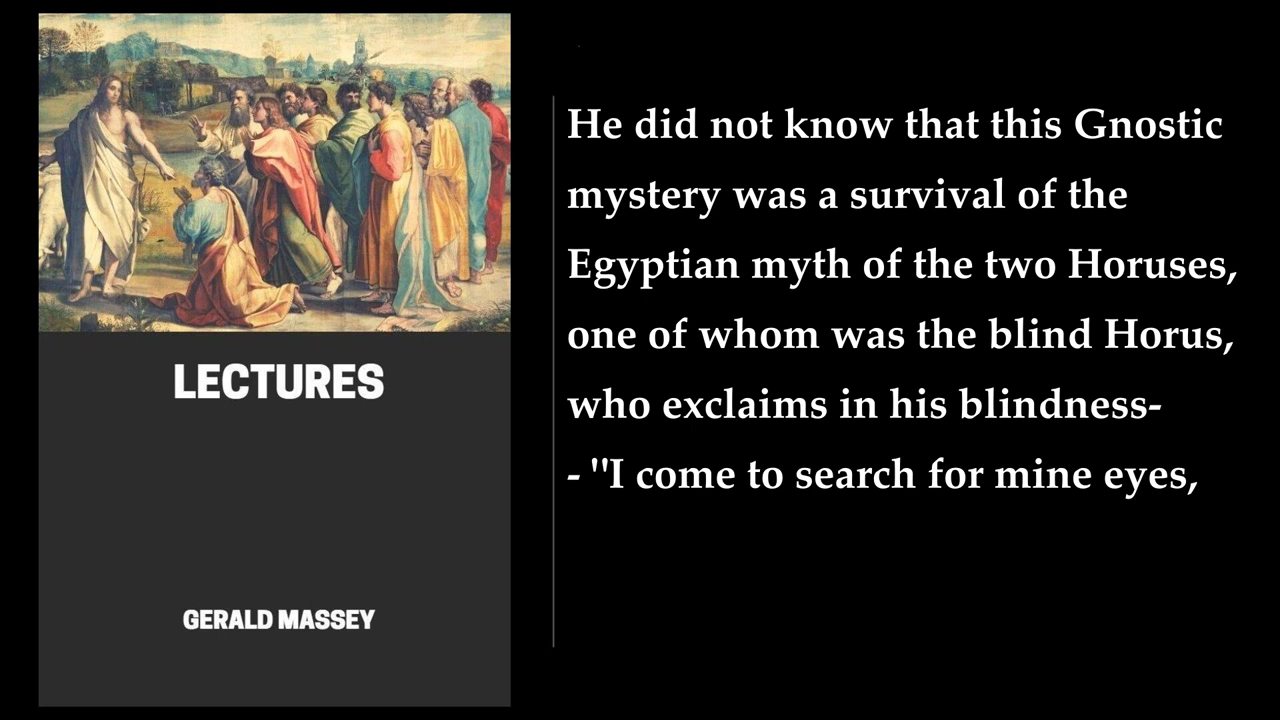 LECTURES
GERALD MASSEY
He did not know that this Gnostic
mystery was a survival of the
Egyptian myth of the two Horuses,
one of whom was the blind Horus,
who exclaims in his blindness-
- "I come to search for mine eyes,